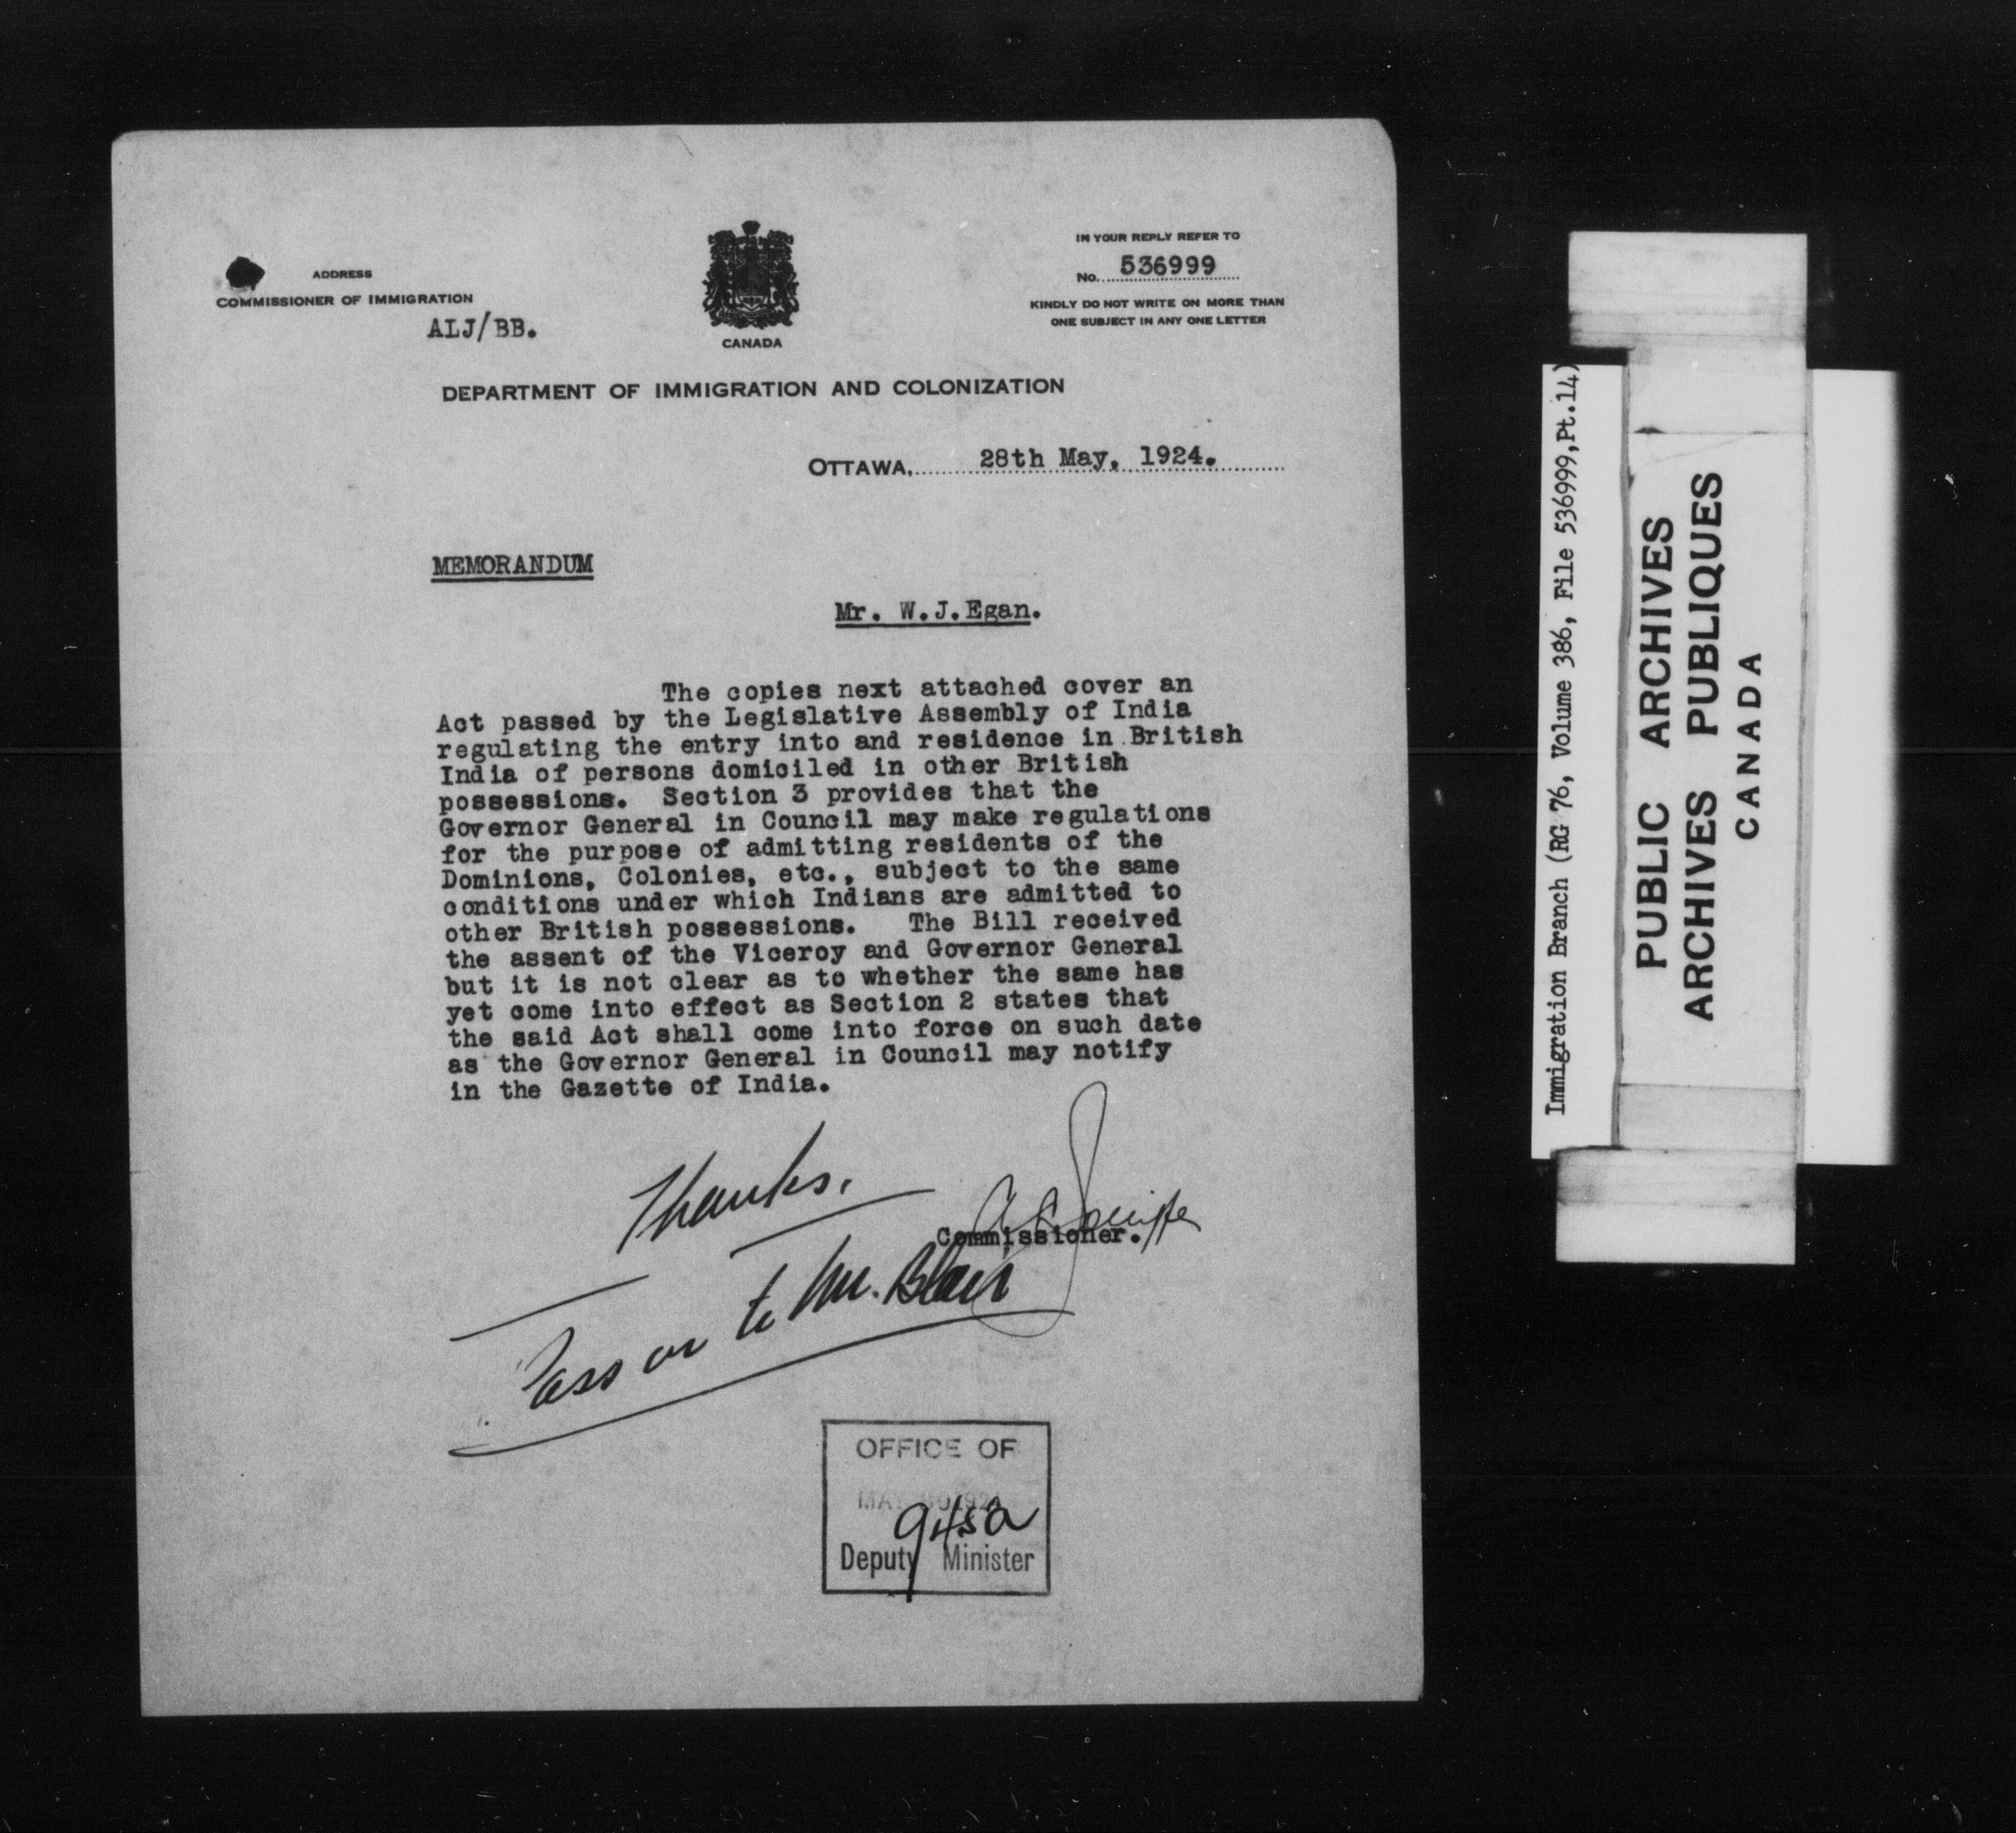 ADDRESS
COMMISSIONER OF IMMIGRATION
ALJ/BB.
CANADA
IN YOUR REPLY REFER TO
No. 536999
KINDLY DO NOT WRITE ON MORE THAN
ONE SUBJECT IN ANY ONE LETTER
DEPARTMENT OF IMMIGRATION AND COLONIZATION
OTTAWA, 28th May, 1924.
MEMORANDUM
Mr. W.J.Egan.
The copies next attached cover an
Act passed by the Legislative Assembly of India
regulating the entry into and residence in British
India of persons domiciled in other British
possessions. Section 3 provides that the
Governor General in Council may make regulations
for the purpose of admitting residents of the
Dominions, Colonies, etc., subject to the same
conditions under which Indians are admitted to
other British possessions. The Bill received
the assent of the Viceroy and Governor General
but it is not clear as to whether the same has
yet come into effect as Section 2 states that
the said Act shall come into force on such date
as the Governor General in Council may notify
in the Gazette of India.
Thanks.
Commissioner.
Pass on to Mr. Blair
OFFICE OF
MAY
Deputy Minister
Immigration Branch (RG 76, Volume 386, File 536999,Pt.14)
PUBLIC ARCHIVES
ARCHIVES PUBLIQUES
CANADA